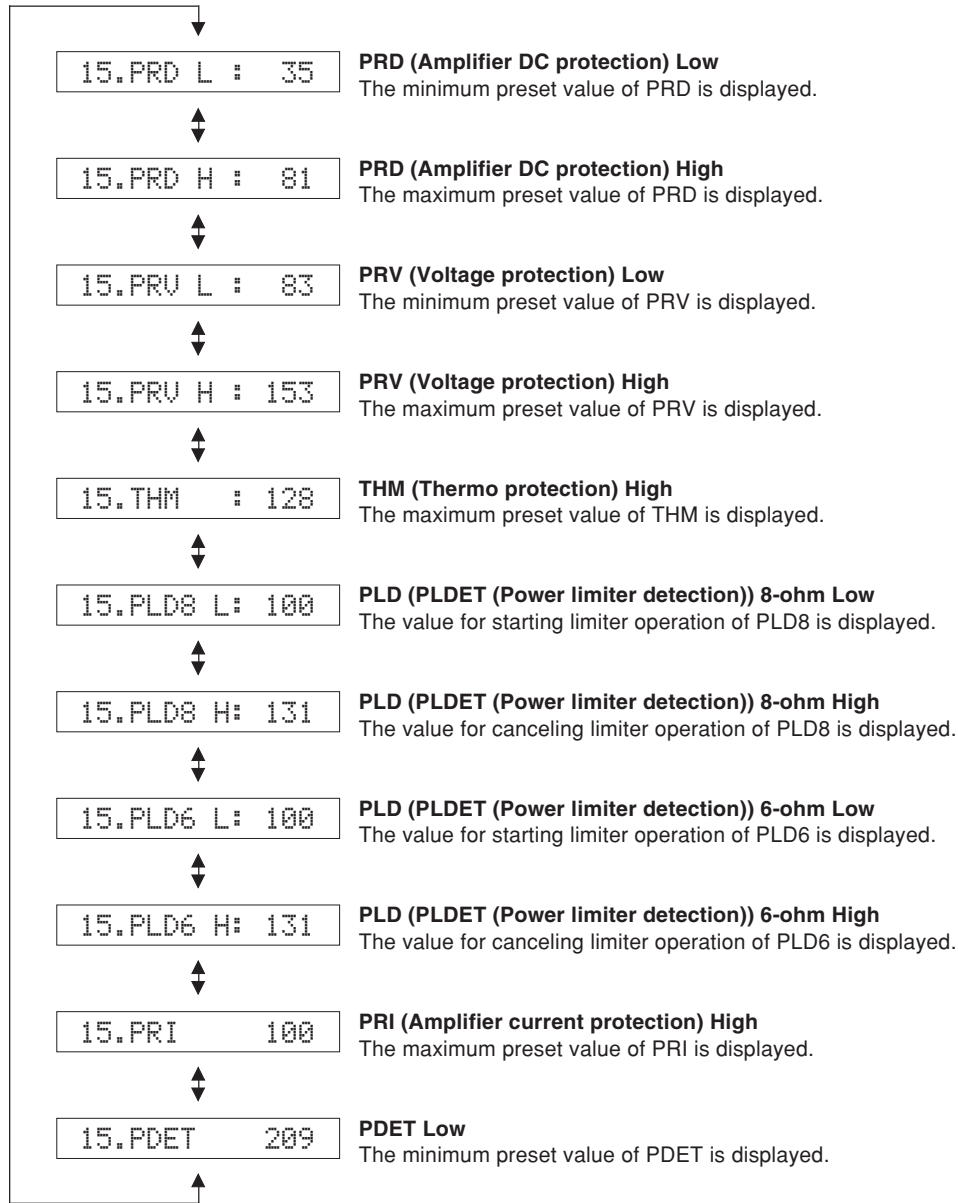 15.PRD L : 35
PRD (Amplifier DC protection) Low
The minimum preset value of PRD is displayed.
15.PRD H : 81
PRD (Amplifier DC protection) High
The maximum preset value of PRD is displayed.
15.PRV L : 83
PRV (Voltage protection) Low
The minimum preset value of PRV is displayed.
15.PRV H : 153
PRV (Voltage protection) High
The maximum preset value of PRV is displayed.
15.THM : 128
THM (Thermo protection) High
The maximum preset value of THM is displayed.
15.PLD8 L: 100
PLD (PLDET (Power limiter detection)) 8-ohm Low
The value for starting limiter operation of PLD8 is displayed.
15.PLD8 H: 131
PLD (PLDET (Power limiter detection)) 8-ohm High
The value for canceling limiter operation of PLD8 is displayed.
15.PLD6 L: 100
PLD (PLDET (Power limiter detection)) 6-ohm Low
The value for starting limiter operation of PLD6 is displayed.
15.PLD6 H: 131
PLD (PLDET (Power limiter detection)) 6-ohm High
The value for canceling limiter operation of PLD6 is displayed.
15.PRI 100
PRI (Amplifier current protection) High
The maximum preset value of PRI is displayed.
15.PDET 209
PDET Low
The minimum preset value of PDET is displayed.